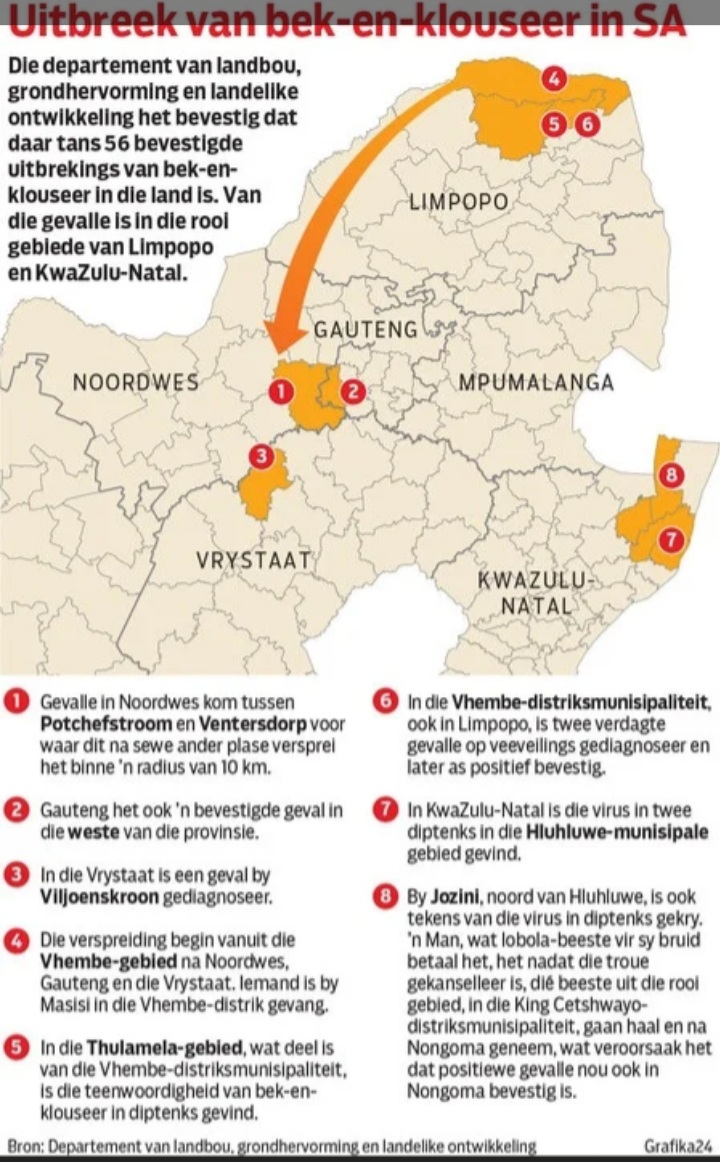 Uitbreek van bek-en-klouseer in SA
Die departement van landbou,
grondhervorming en landelike
ontwikkeling het bevestig dat
daar tans 56 bevestigde
uitbrekings van bek-en-
klouseer in die land is. Van
die gevalle is in die rooi
gebiede van Limpopo
en KwaZulu-Natal.
4
5 6
LIMPOPO
GAUTENG
NOORDWES
MPUMALANGA
1
2
3
8
7
VRYSTAAT
KWAZULU-
NATAL
1 Gevalle in Noordwes kom tussen
Potchefstroom en Ventersdorp voor
waar dit na sewe ander plase versprei
het binne 'n radius van 10 km.
2 Gauteng het ook 'n bevestigde geval in
die weste van die provinsie.
3 In die Vrystaat is een geval by
Viljoenskroon gediagnoseer.
4 Die verspreiding begin vanuit die
Vhembe-gebied na Noordwes,
Gauteng en die Vrystaat. Iemand is by
Masisi in die Vhembe-distrik gevang.
5 In die Thulamela-gebied, wat deel is
van die Vhembe-distriksmunisipaliteit,
is die teenwoordigheid van bek-en-
klouseer in diptenks gevind.
6 In die Vhembe-distriksmunisipaliteit,
ook in Limpopo, is twee verdagte
gevalle op veeveilings gediagnoseer en
later as positief bevestig.
7 In KwaZulu-Natal is die virus in twee
diptenks in die Hluhluwe-munisipale
gebied gevind.
8 By Jozini, noord van Hluhluwe, is ook
tekens van die virus in diptenks gekry.
'n Man, wat lobola-beeste vir sy bruid
betaal het, het nadat die troue
gekanselleer is, dié beeste uit die rooi
gebied, in die King Cetshwayo-
distriksmunisipaliteit, gaan haal en na
Nongoma geneem, wat veroorsaak het
dat positiewe gevalle nou ook in
Nongoma bevestig is.
Bron: Departement van landbou, grondhervorming en landelike ontwikkeling
Grafika24